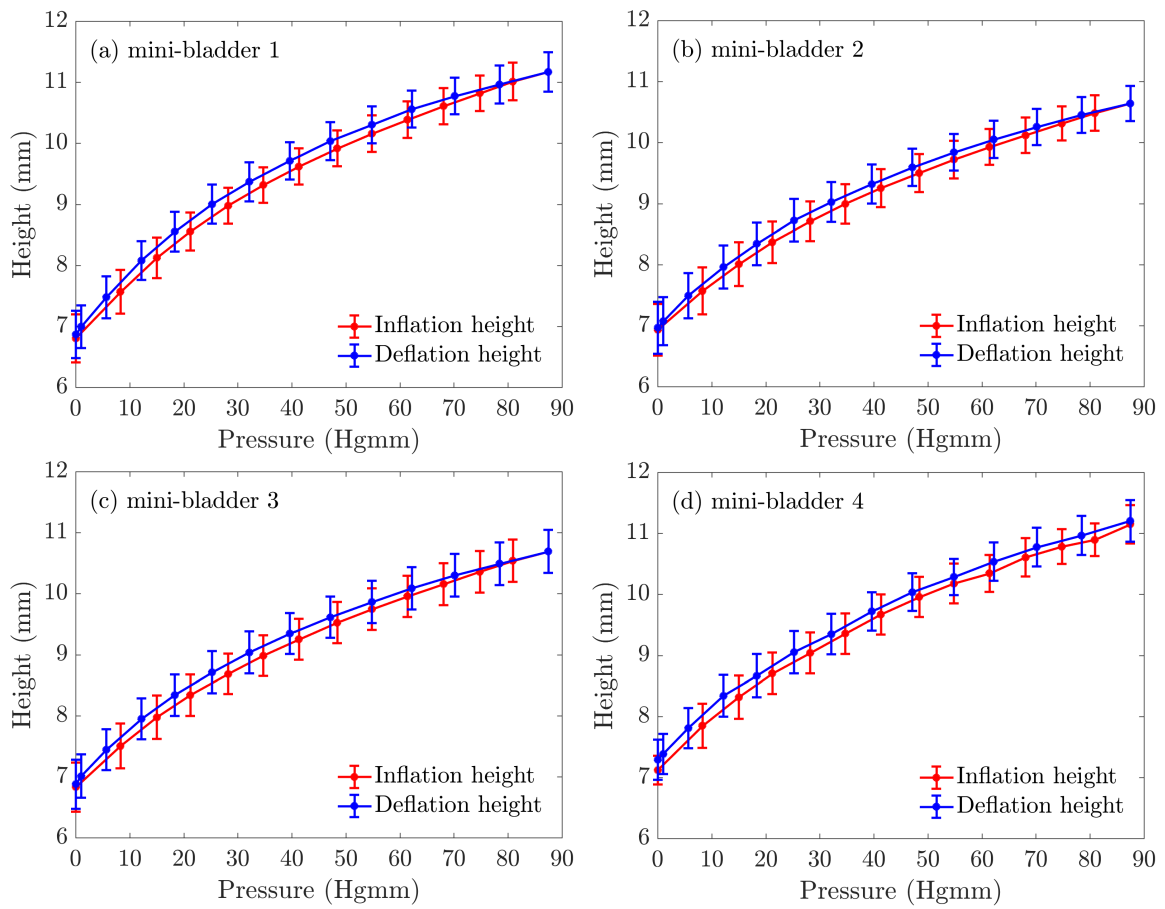 (a) mini-bladder 1
12
11
10
9
8
7
6
Height (mm)
Inflation height
Deflation height
0 10 20 30 40 50 60 70 80 90
Pressure (Hgmm)
(b) mini-bladder 2
12
11
10
9
8
7
6
Height (mm)
Inflation height
Deflation height
0 10 20 30 40 50 60 70 80 90
Pressure (Hgmm)
(c) mini-bladder 3
12
11
10
9
8
7
6
Height (mm)
Inflation height
Deflation height
0 10 20 30 40 50 60 70 80 90
Pressure (Hgmm)
(d) mini-bladder 4
12
11
10
9
8
7
6
Height (mm)
Inflation height
Deflation height
0 10 20 30 40 50 60 70 80 90
Pressure (Hgmm)